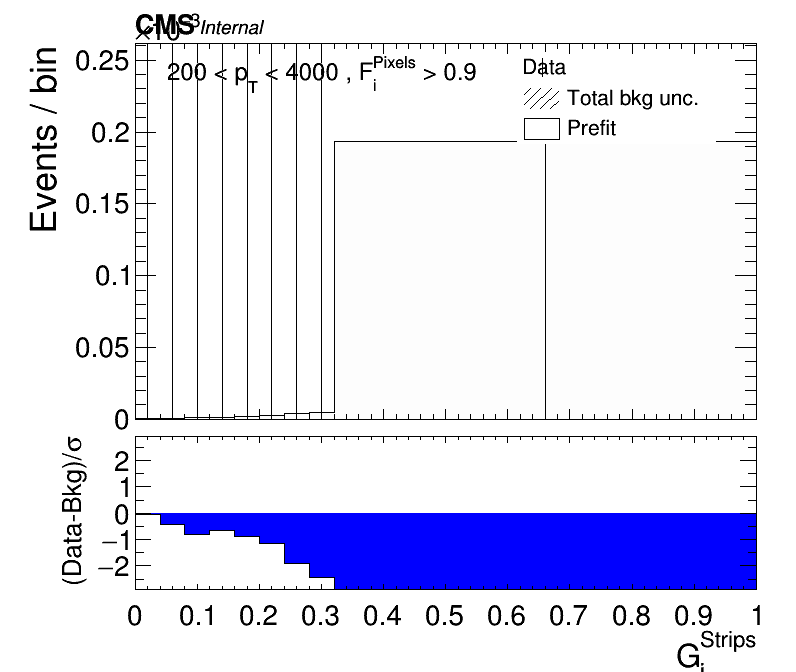 CMS Internal
×10³
200 < p_T < 4000 , F_i^Pixels > 0.9
Data
Total bkg unc.
Prefit
Events / bin
0.25
0.2
0.15
0.1
0.05
0
(Data-Bkg)/σ
2
1
0
−1
−2
0 0.1 0.2 0.3 0.4 0.5 0.6 0.7 0.8 0.9 1
G_i^Strips